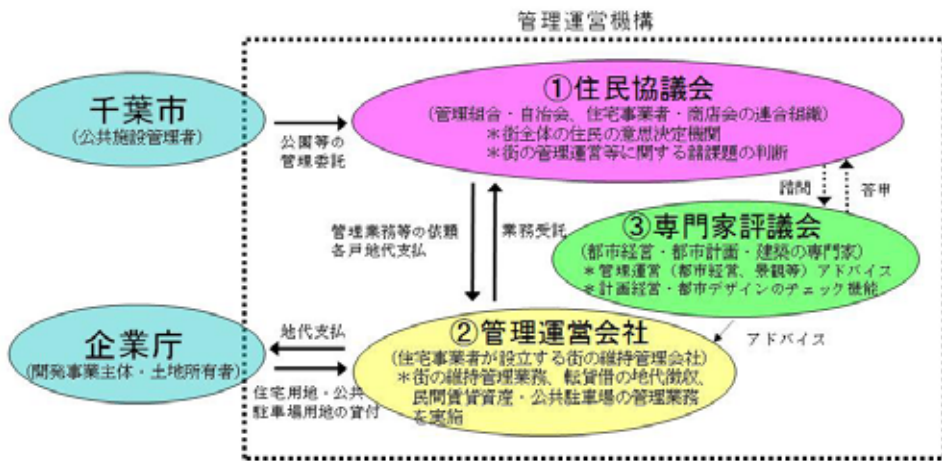 管理運営機構
千葉市
(公共施設管理者)
公園等の
管理委託
①住民協議会
(管理組合・自治会、住宅事業者・商店会の連合組織)
＊街全体の住民の意思決定機関
＊街の管理運営等に関する諸課題の判断
管理業務等の依頼
各戸地代支払
業務受託
諮問
答申
③専門家評議会
(都市経営・都市計画・建築の専門家)
＊管理運営(都市経営、景観等)アドバイス
＊計画経営・都市デザインのチェック機能
アドバイス
企業庁
(開発事業主体・土地所有者)
地代支払
住宅用地・公共
駐車場用地の貸付
②管理運営会社
(住宅事業者が設立する街の維持管理会社)
＊街の維持管理業務、転貸借の地代徴収、
民間賃貸資産・公共駐車場の管理業務
を実施